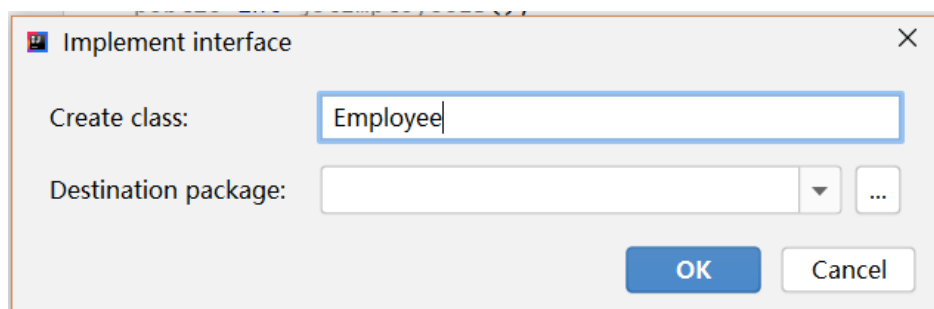 Implement interface
Create class: Employee
Destination package: ...
OK Cancel